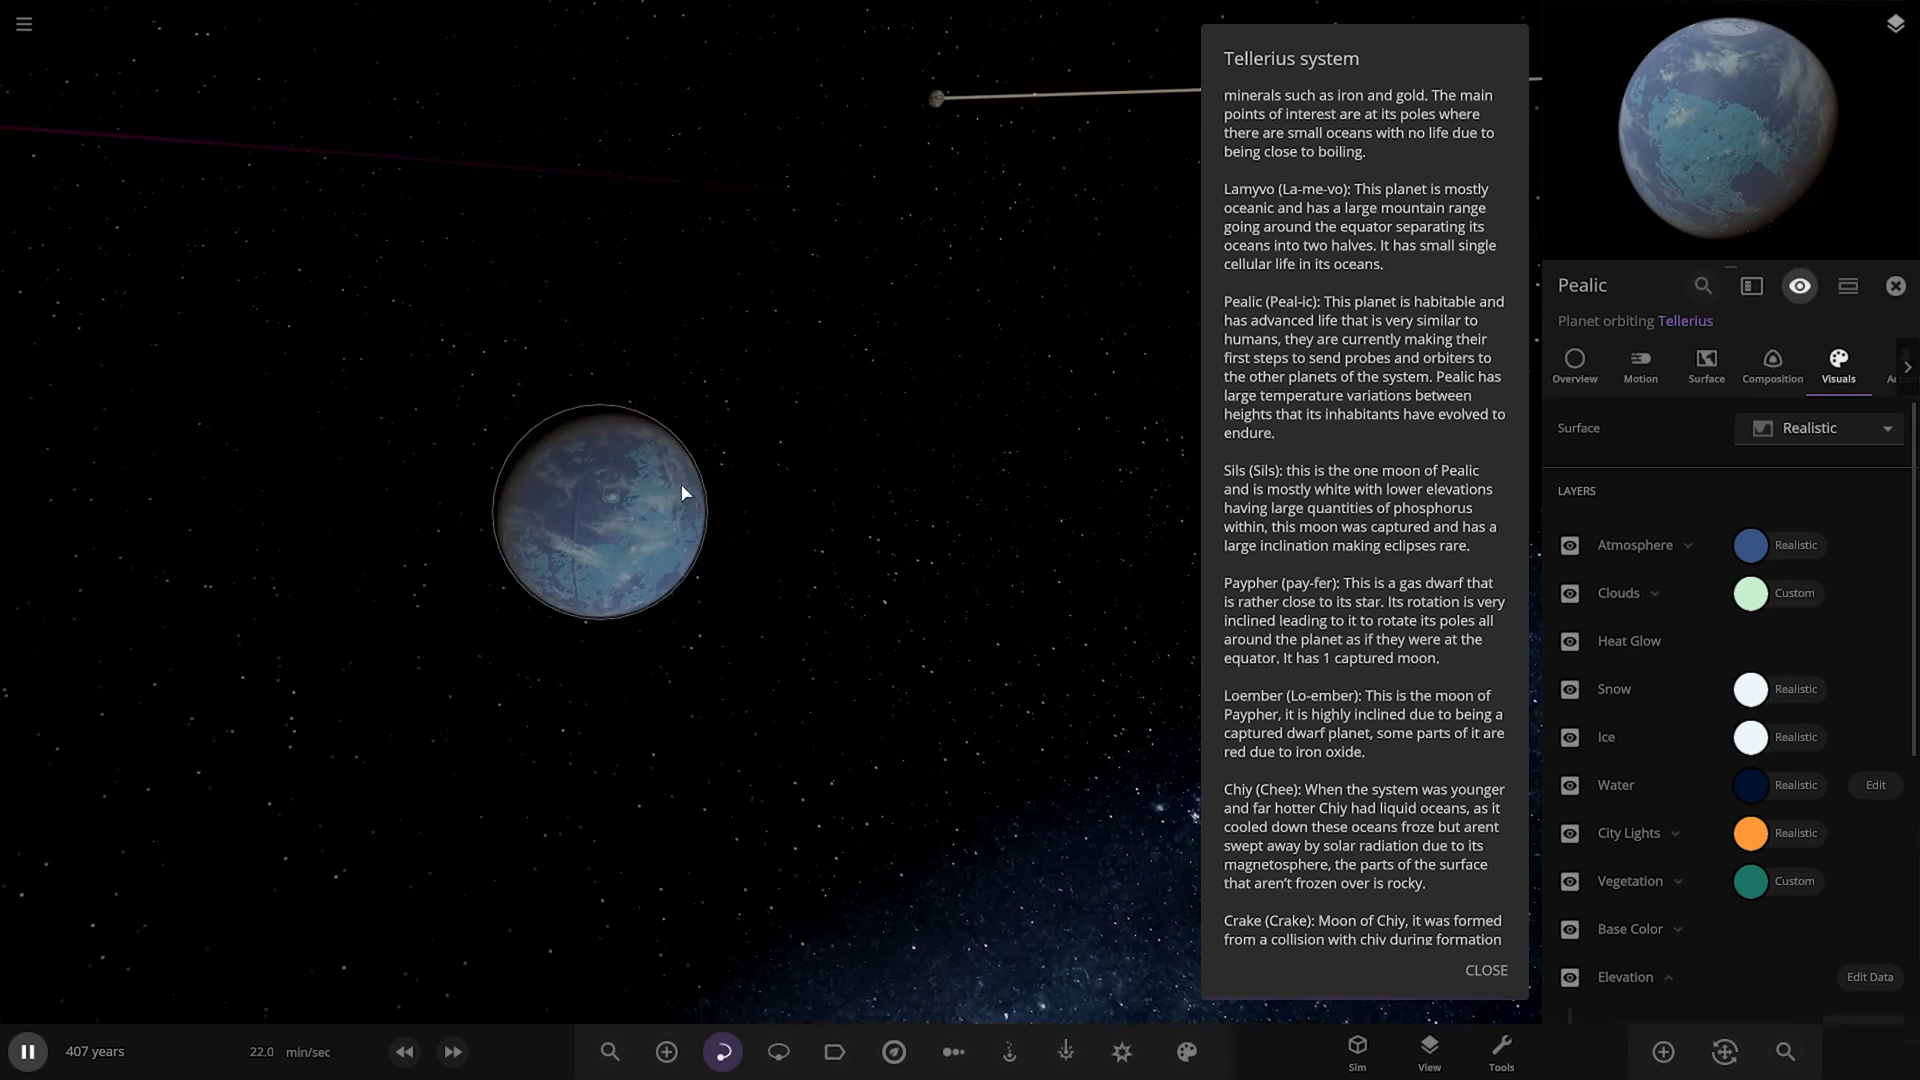 Tellerius system
minerals such as iron and gold. The main
points of interest are at its poles where
there are small oceans with no life due to
being close to boiling.
Lamyvo (La-me-vo): This planet is mostly
oceanic and has a large mountain range
going around the equator separating its
oceans into two halves. It has small single
cellular life in its oceans.
Pealic (Peal-ic): This planet is habitable and
has advanced life that is very similar to
humans, they are currently making their
first steps to send probes and orbiters to
the other planets of the system. Pealic has
large temperature variations between
heights that its inhabitants have evolved to
endure.
Sils (Sils): this is the one moon of Pealic
and is mostly white with lower elevations
having large quantities of phosphorus
within, this moon was captured and has a
large inclination making eclipses rare.
Paypher (pay-fer): This is a gas dwarf that
is rather close to its star. Its rotation is very
inclined leading to it to rotate its poles all
around the planet as if they were at the
equator. It has 1 captured moon.
Loember (Lo-ember): This is the moon of
Paypher, it is highly inclined due to being a
captured dwarf planet, some parts of it are
red due to iron oxide.
Chiy (Chee): When the system was younger
and far hotter Chiy had liquid oceans, as it
cooled down these oceans froze but arent
swept away by solar radiation due to its
magnetosphere, the parts of the surface
that aren't frozen over is rocky.
Crake (Crake): Moon of Chiy, it was formed
from a collision with chiy during formation
CLOSE
Pealic
Planet orbiting Tellerius
Overview Motion Surface Composition Visuals
Surface Realistic
LAYERS
Atmosphere Realistic
Clouds Custom
Heat Glow
Snow Realistic
Ice Realistic
Water Realistic Edit
City Lights Realistic
Vegetation Custom
Base Color
Elevation Edit Data
407 years 22.0 min/sec
Sim View Tools